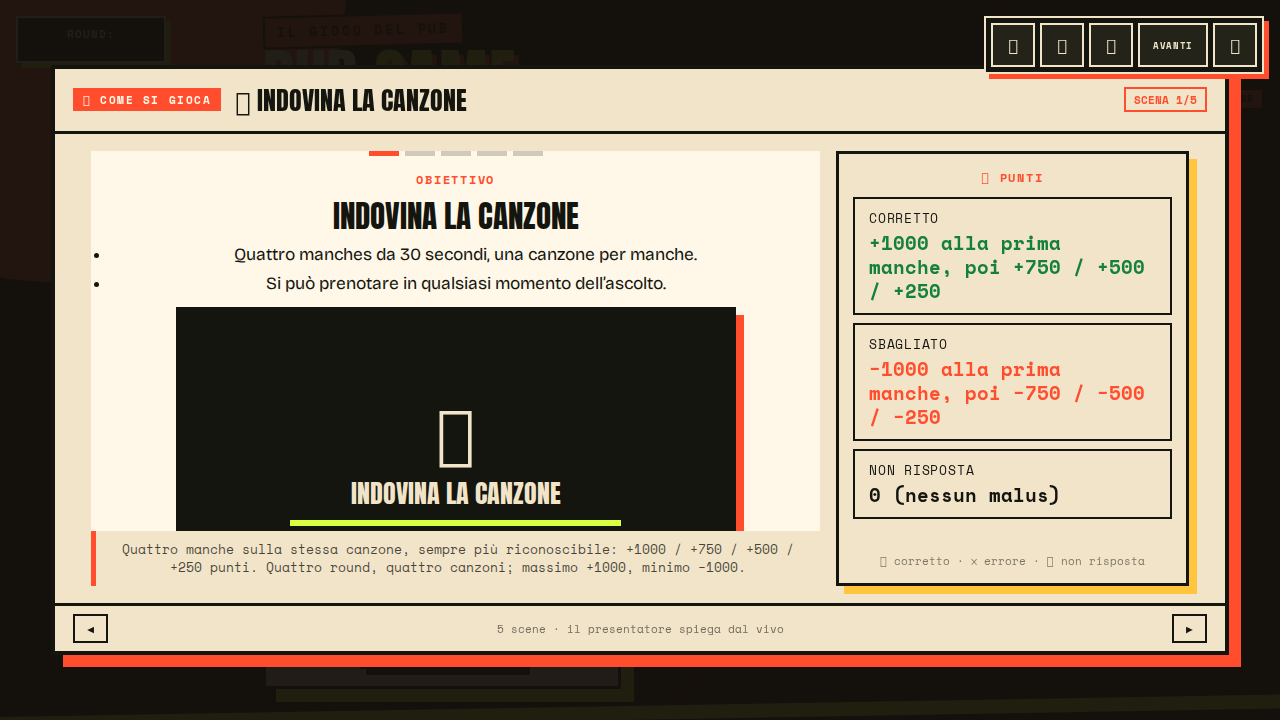 ROUND:
IL GIOCO DEL PUB
PUB GAME
AVANTI
COME SI GIOCA
INDOVINA LA CANZONE
SCENA 1/5
OBIETTIVO
INDOVINA LA CANZONE
• Quattro manches da 30 secondi, una canzone per manche.
• Si può prenotare in qualsiasi momento dell'ascolto.
INDOVINA LA CANZONE
Quattro manche sulla stessa canzone, sempre più riconoscibile: +1000 / +750 / +500 /
+250 punti. Quattro round, quattro canzoni; massimo +1000, minimo −1000.
PUNTI
CORRETTO
+1000 alla prima
manche, poi +750 / +500
/ +250
SBAGLIATO
−1000 alla prima
manche, poi −750 / −500
/ −250
NON RISPOSTA
0 (nessun malus)
corretto · × errore · non risposta
◄
5 scene · il presentatore spiega dal vivo
►